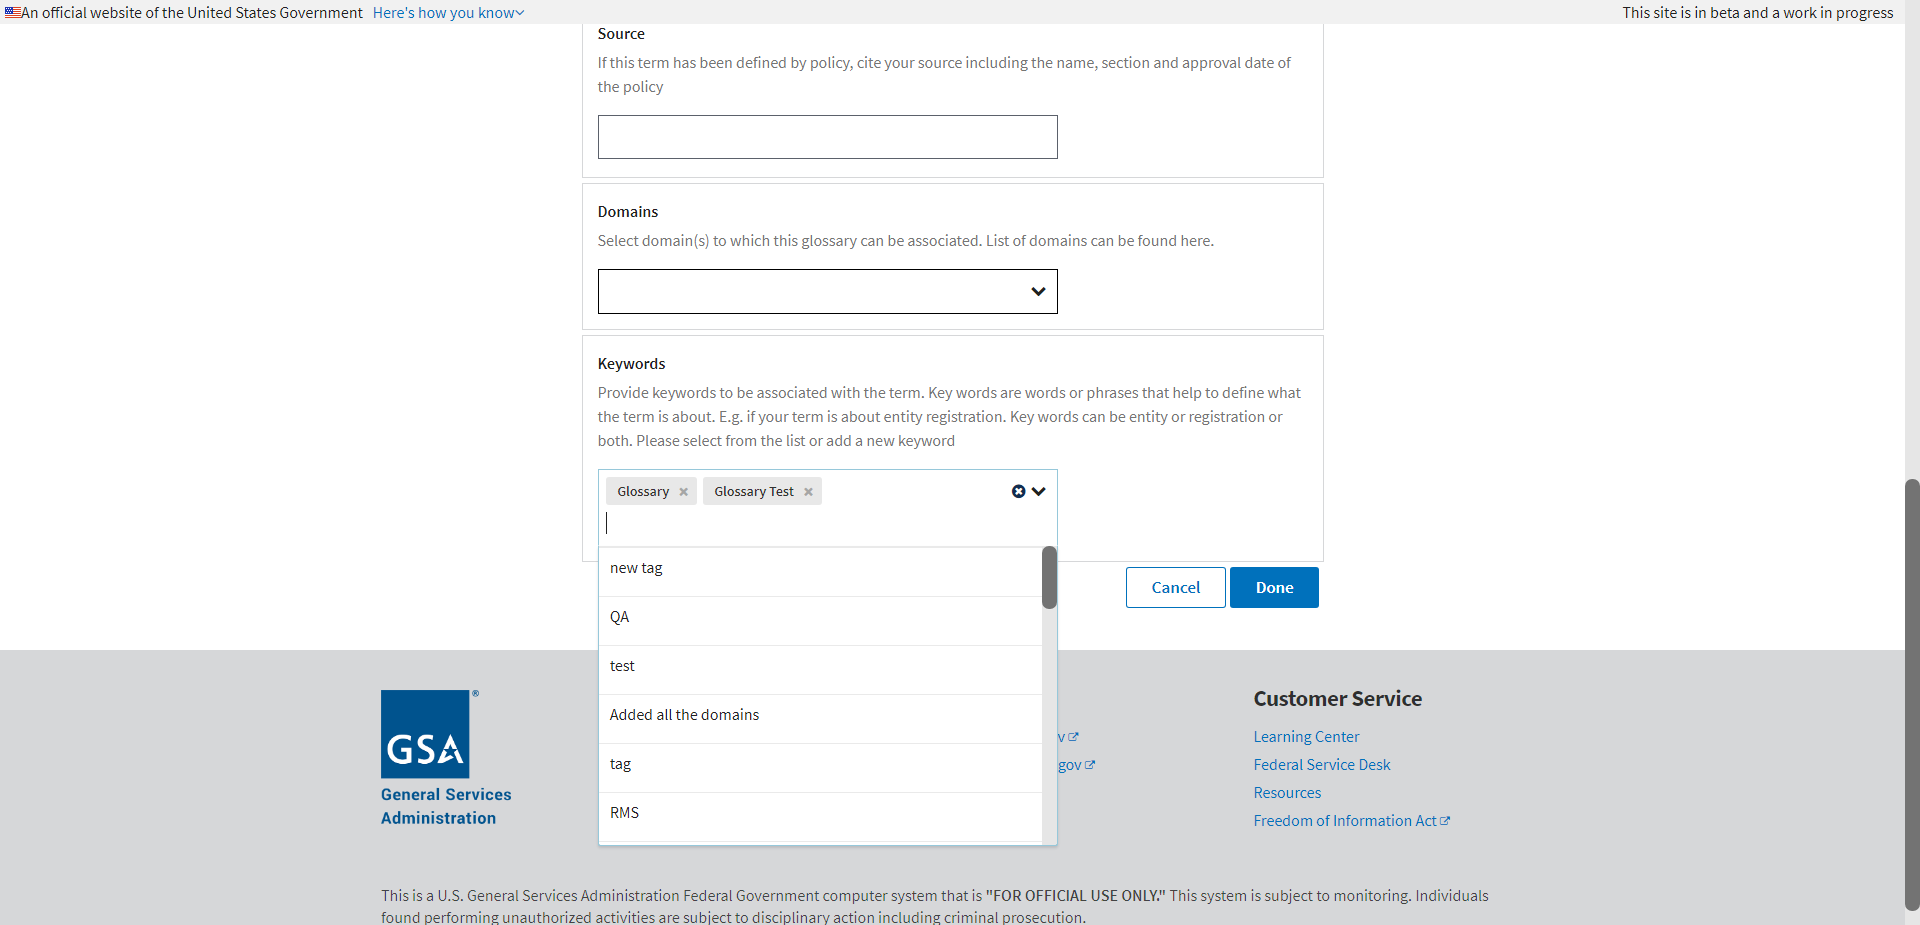 An official website of the United States Government Here's how you know
This site is in beta and a work in progress
Source
If this term has been defined by policy, cite your source including the name, section and approval date of
the policy
Domains
Select domain(s) to which this glossary can be associated. List of domains can be found here.
Keywords
Provide keywords to be associated with the term. Key words are words or phrases that help to define what
the term is about. E.g. if your term is about entity registration. Key words can be entity or registration or
both. Please select from the list or add a new keyword
Glossary
Glossary Test
new tag
QA
test
Added all the domains
tag
RMS
Cancel
Done
GSA®
General Services
Administration
v
gov
Customer Service
Learning Center
Federal Service Desk
Resources
Freedom of Information Act
This is a U.S. General Services Administration Federal Government computer system that is "FOR OFFICIAL USE ONLY." This system is subject to monitoring. Individuals
found performing unauthorized activities are subject to disciplinary action including criminal prosecution.